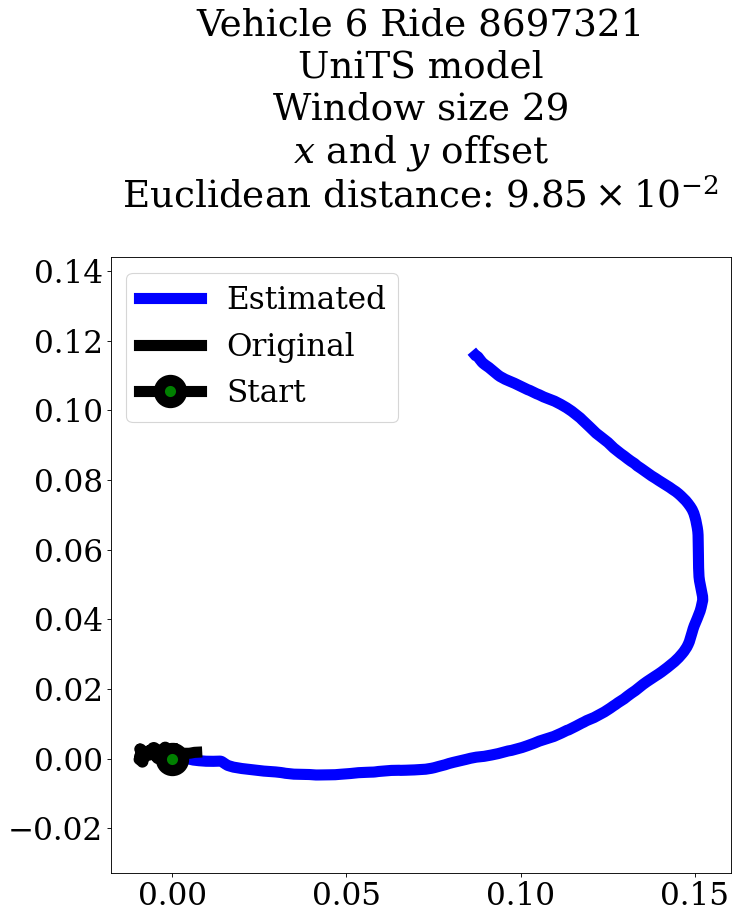 Vehicle 6 Ride 8697321
UniTS model
Window size 29
x and y offset
Euclidean distance: 9.85 × 10⁻²
Estimated
Original
Start
0.14
0.12
0.10
0.08
0.06
0.04
0.02
0.00
−0.02
0.00 0.05 0.10 0.15